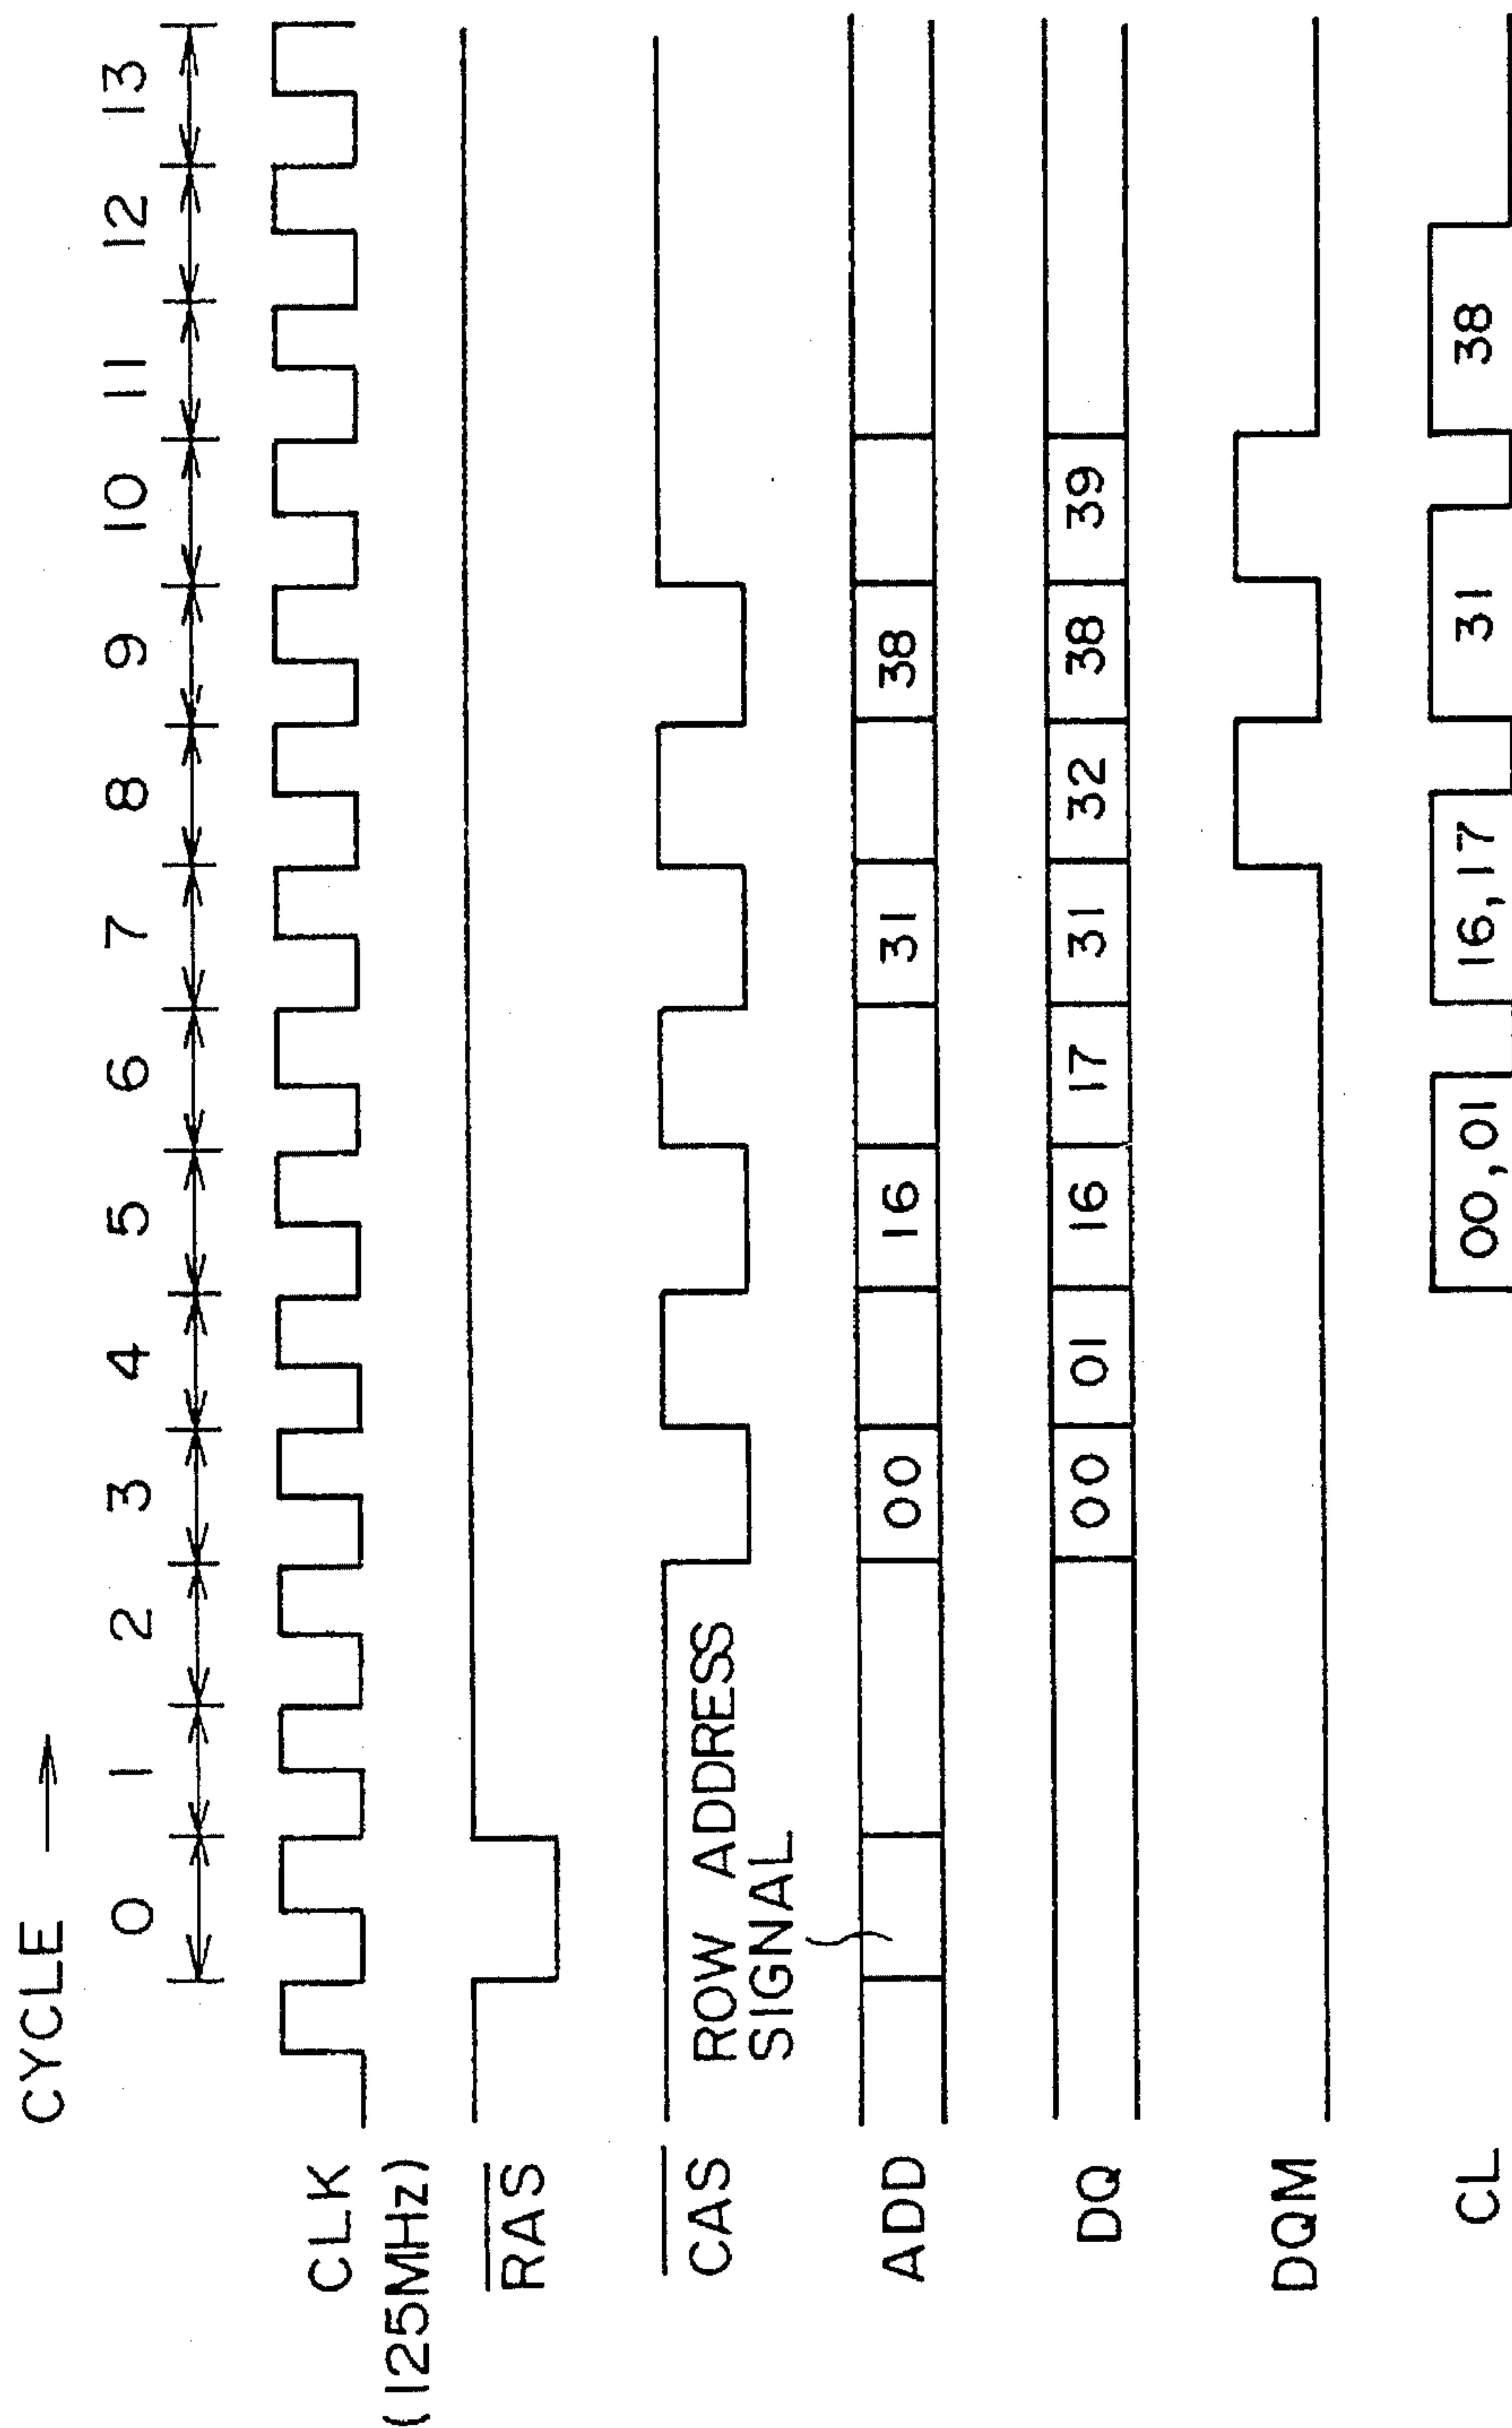 CYCLE →
0 1 2 3 4 5 6 7 8 9 10 11 12 13
CLK
(125MHz)
R̅A̅S̅
C̅A̅S̅
ROW ADDRESS
SIGNAL
ADD 00 16 31 38
DQ 00 01 16 17 31 32 38 39
DQM
CL 00,01 16,17 31 38